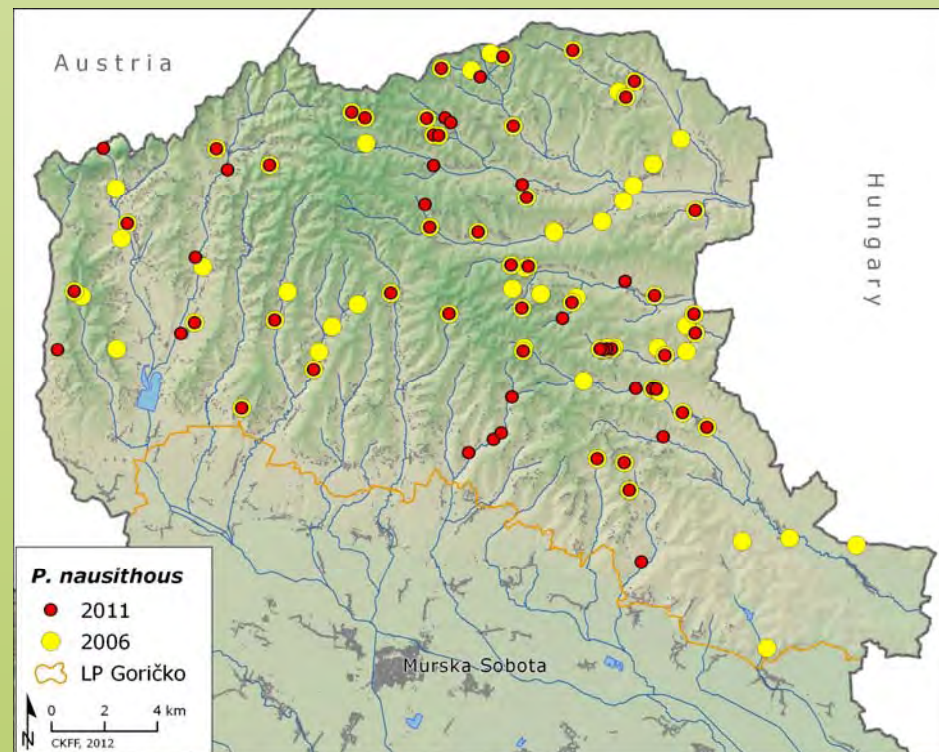 Austria
Hungary
P. nausithous
2011
2006
LP Goričko
Murska Sobota
N
0 2 4 km
CKFF, 2012